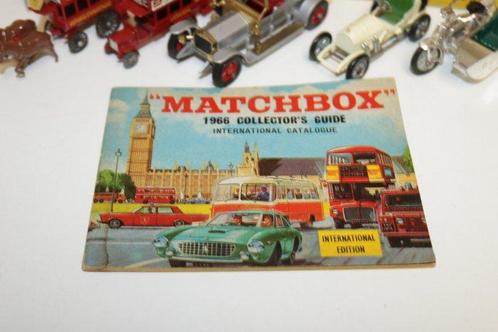 "MATCHBOX"
1966 COLLECTOR'S GUIDE
INTERNATIONAL CATALOGUE
INTERNATIONAL
EDITION